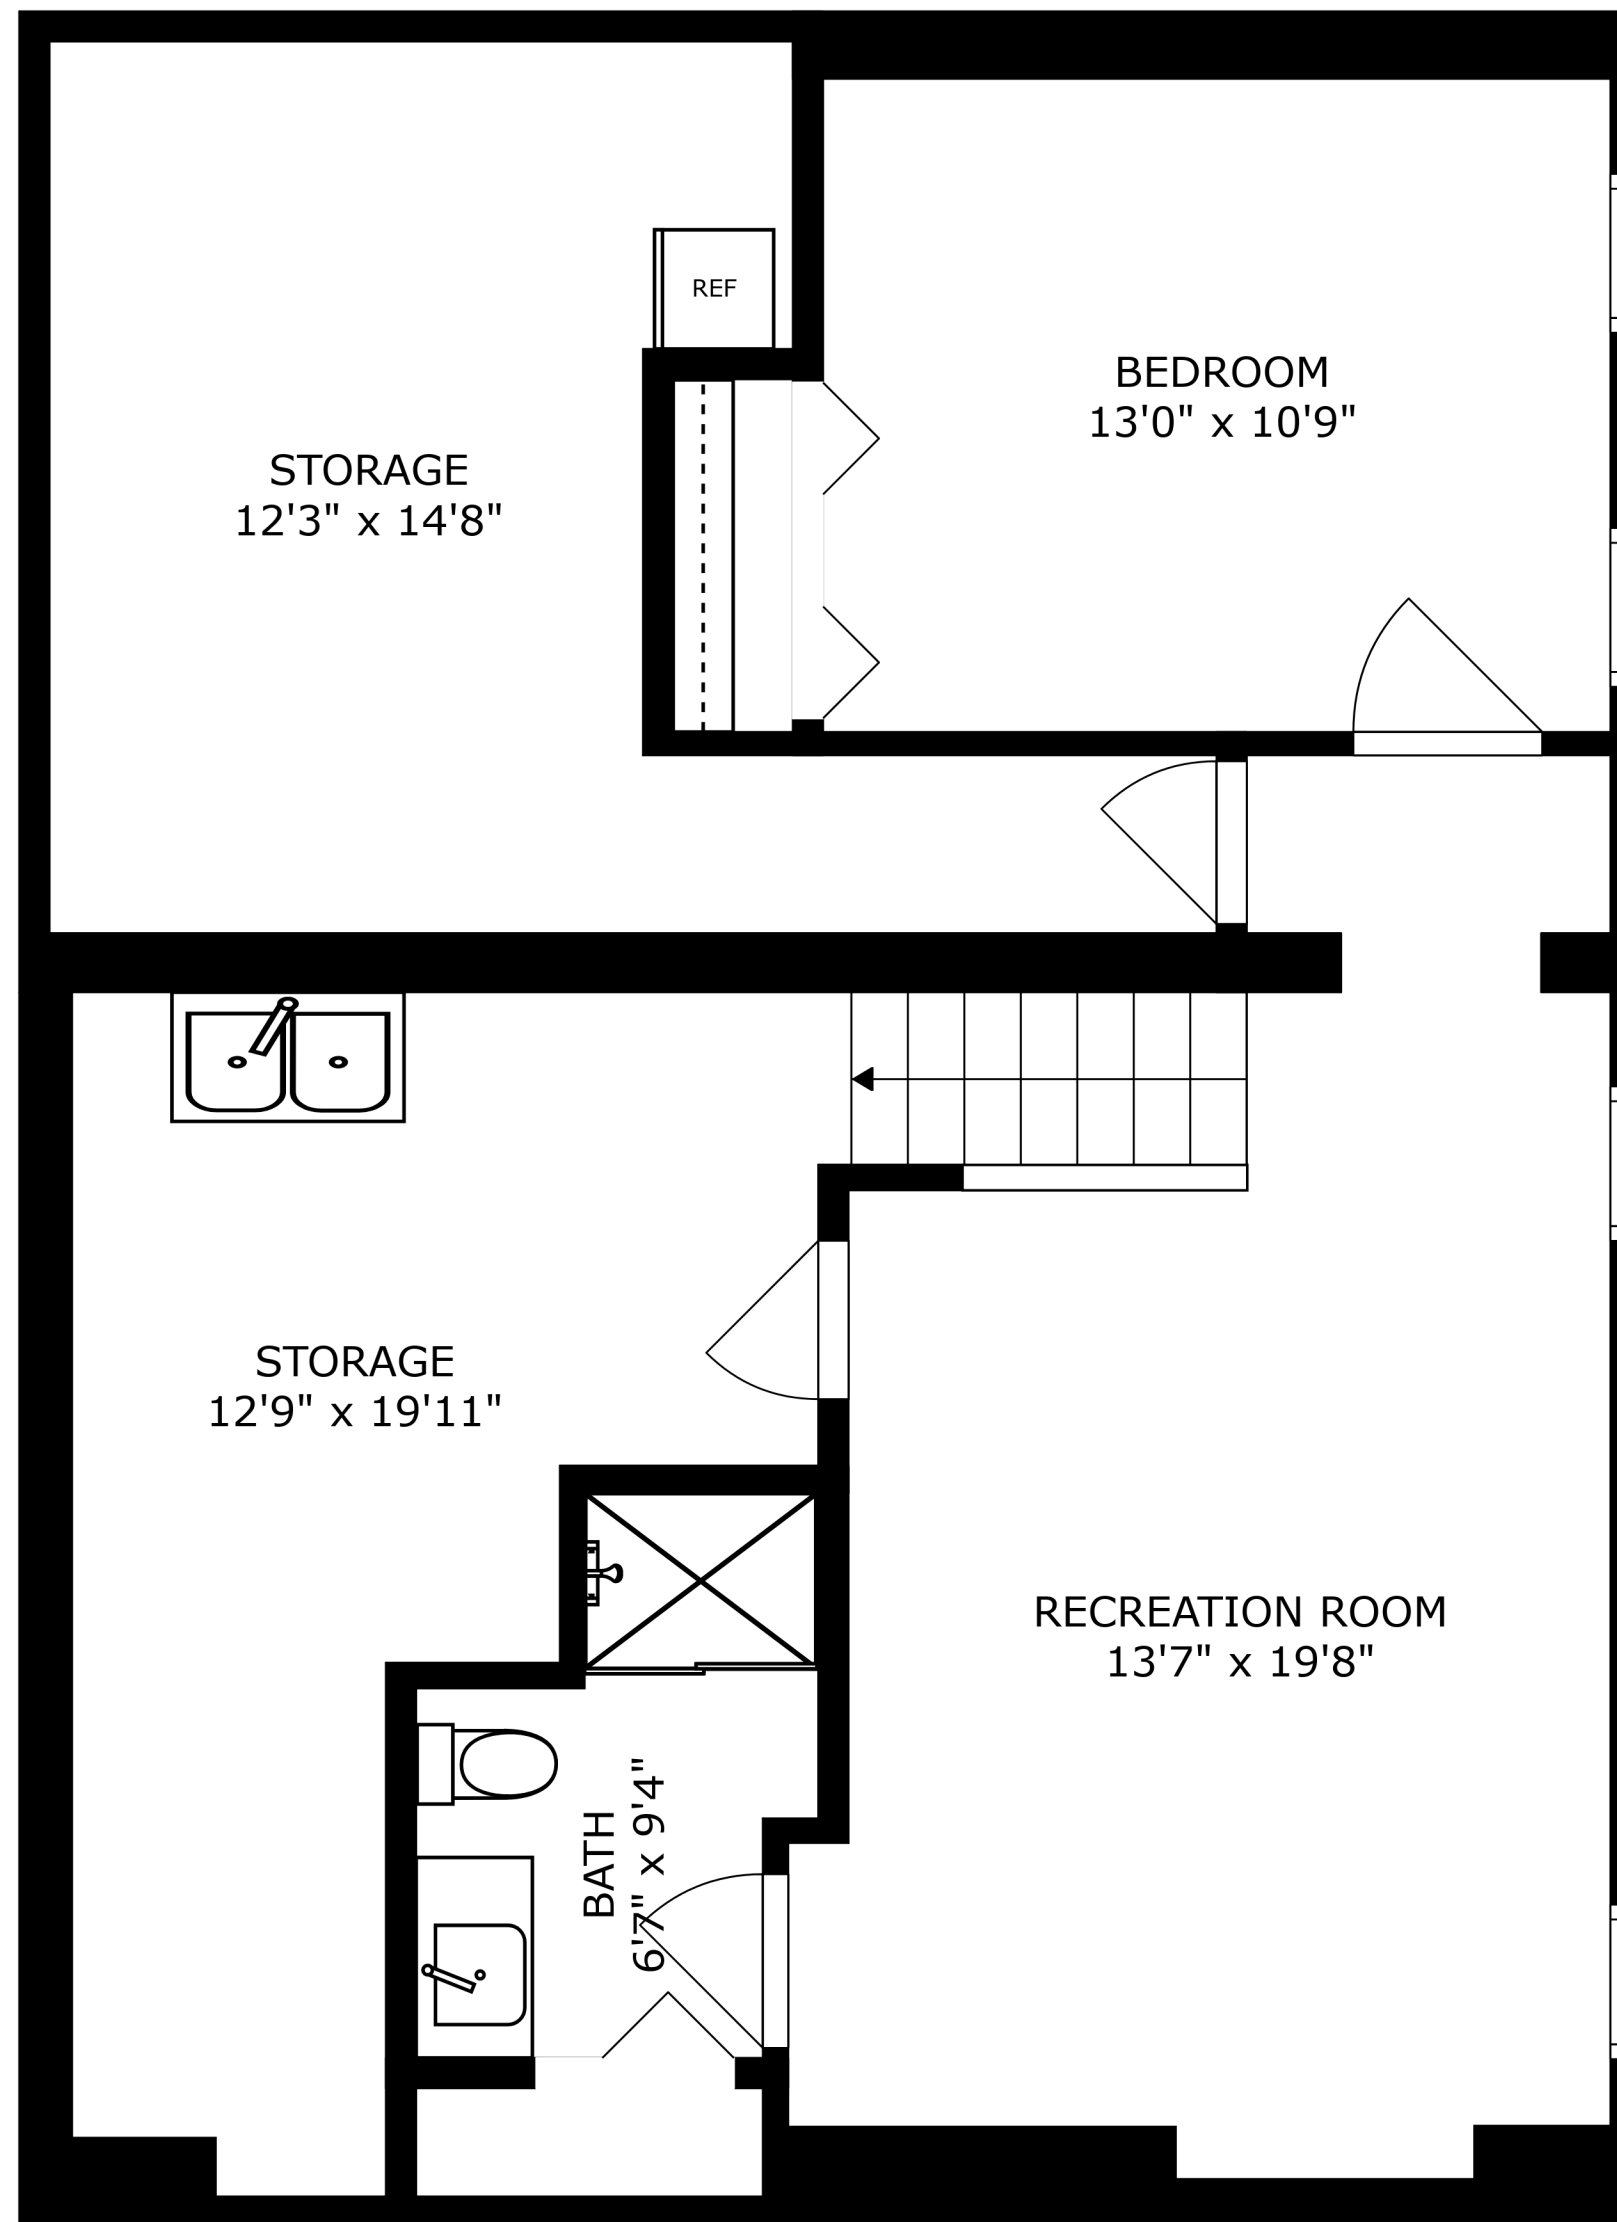 REF
BEDROOM
13'0" x 10'9"
STORAGE
12'3" x 14'8"
STORAGE
12'9" x 19'11"
RECREATION ROOM
13'7" x 19'8"
BATH
6'7" x 9'4"